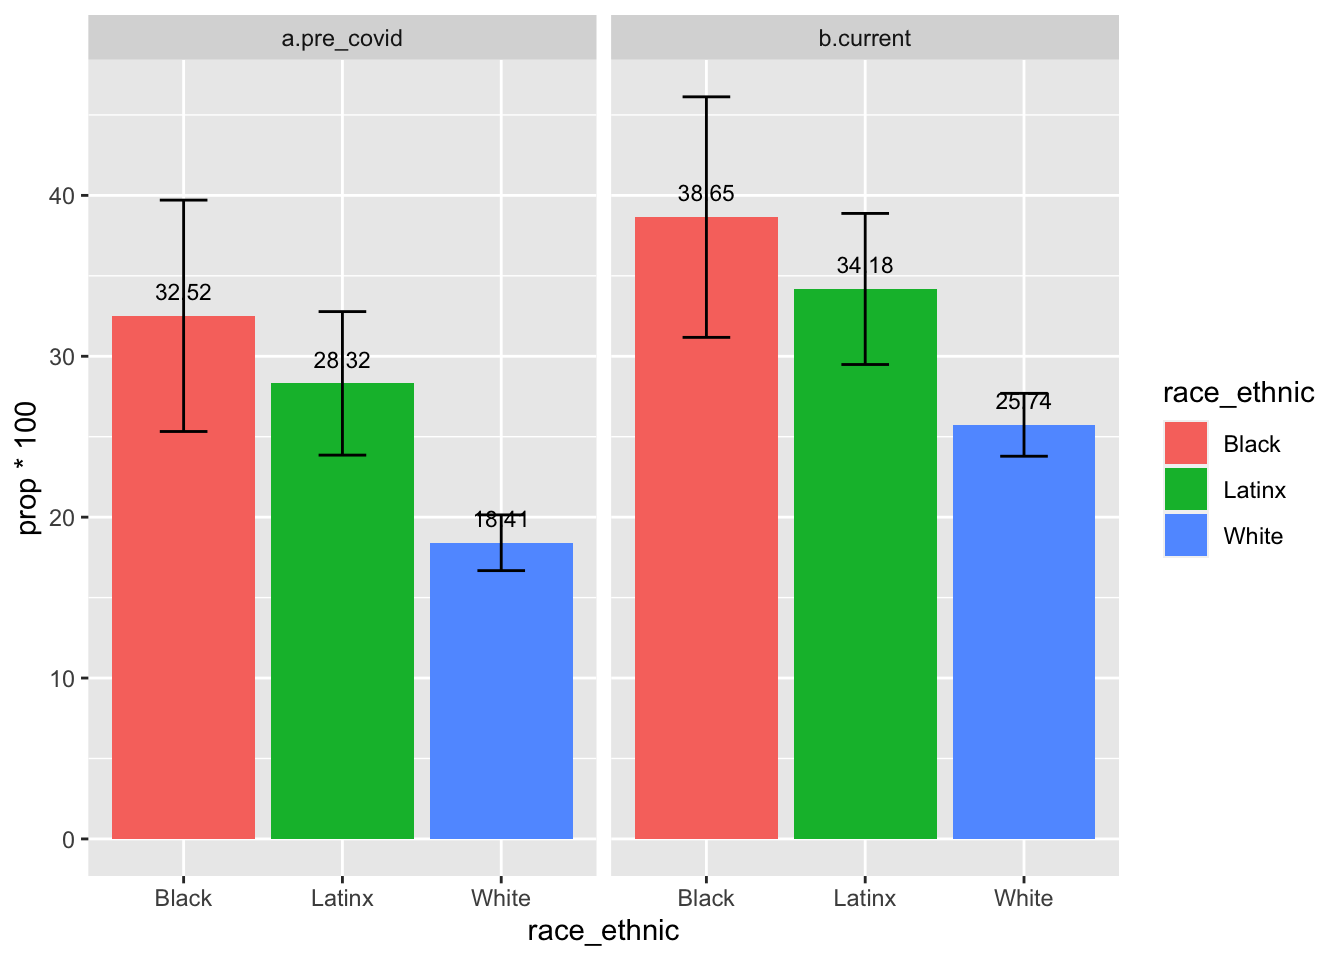 a.pre_covid
b.current
prop * 100
40
30
20
10
0
32.52
28.32
18.41
38.65
34.18
25.74
Black
Latinx
White
Black
Latinx
White
race_ethnic
race_ethnic
Black
Latinx
White